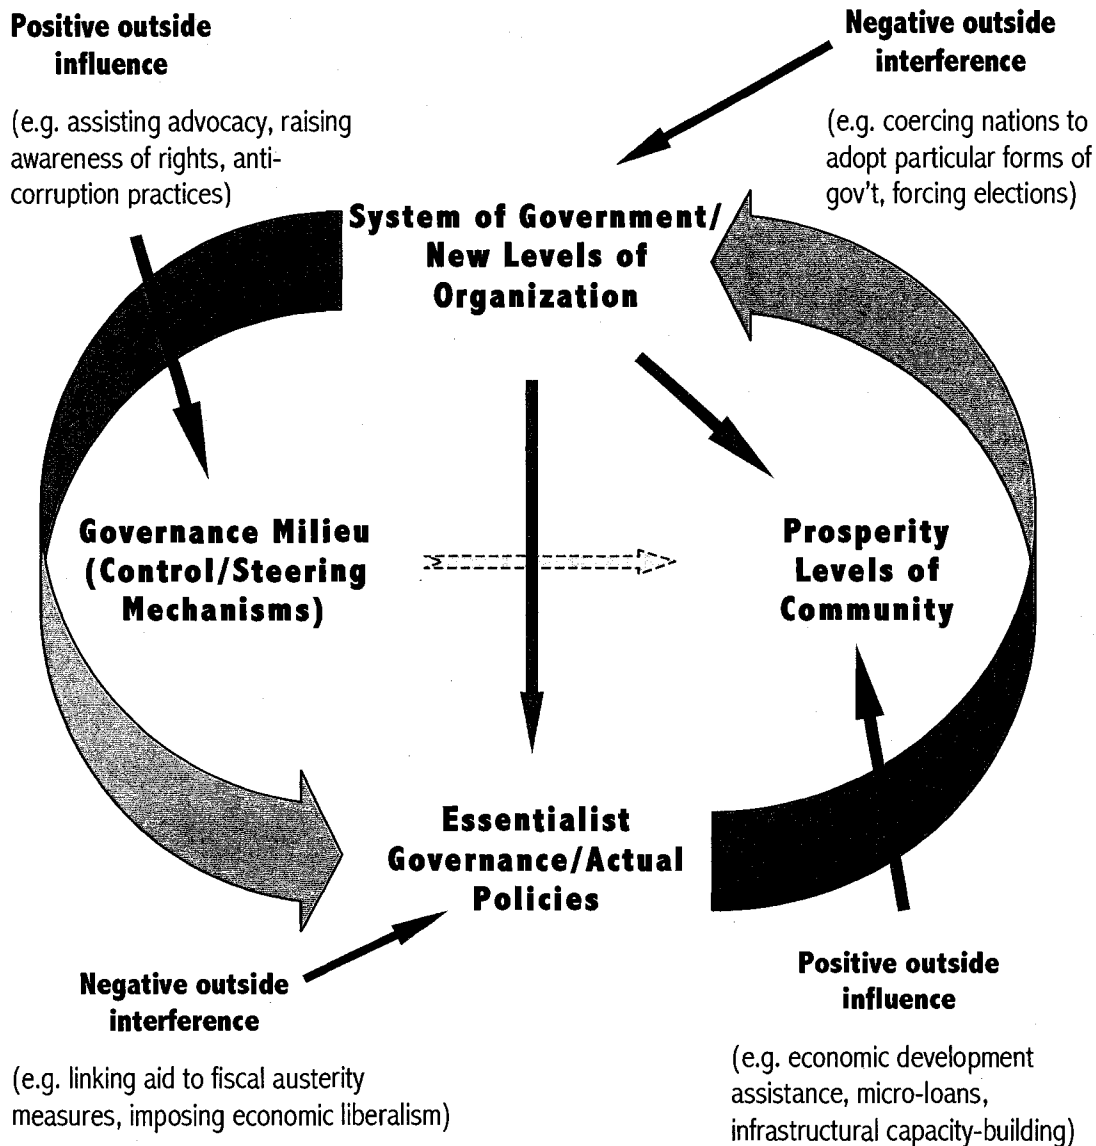 Positive outside
influence
(e.g. assisting advocacy, raising
awareness of rights, anti-
corruption practices)
Negative outside
interference
(e.g. coercing nations to
adopt particular forms of
gov't, forcing elections)
System of Government/
New Levels of
Organization
Governance Milieu
(Control/Steering
Mechanisms)
Prosperity
Levels of
Community
Essentialist
Governance/Actual
Policies
Negative outside
interference
(e.g. linking aid to fiscal austerity
measures, imposing economic liberalism)
Positive outside
influence
(e.g. economic development
assistance, micro-loans,
infrastructural capacity-building)